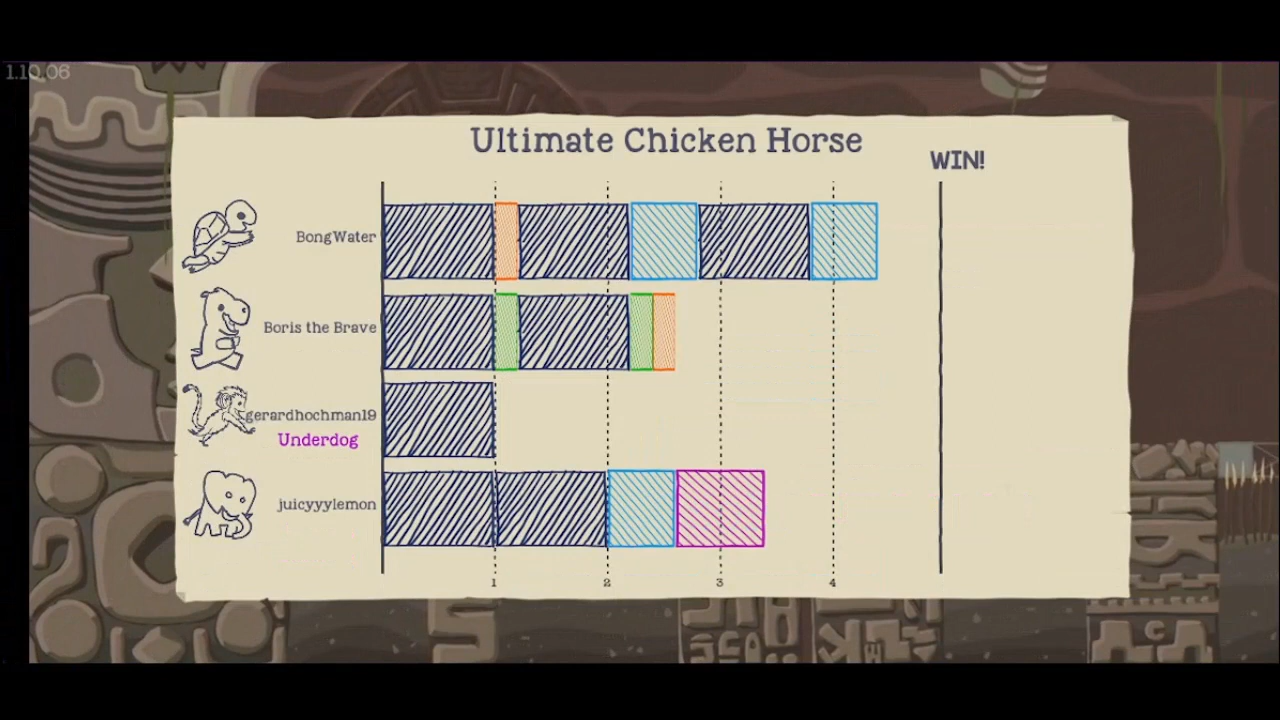 1.10.06
Ultimate Chicken Horse
WIN!
BongWater
Boris the Brave
gerardhochman19
Underdog
juicyyylemon
1 2 3 4